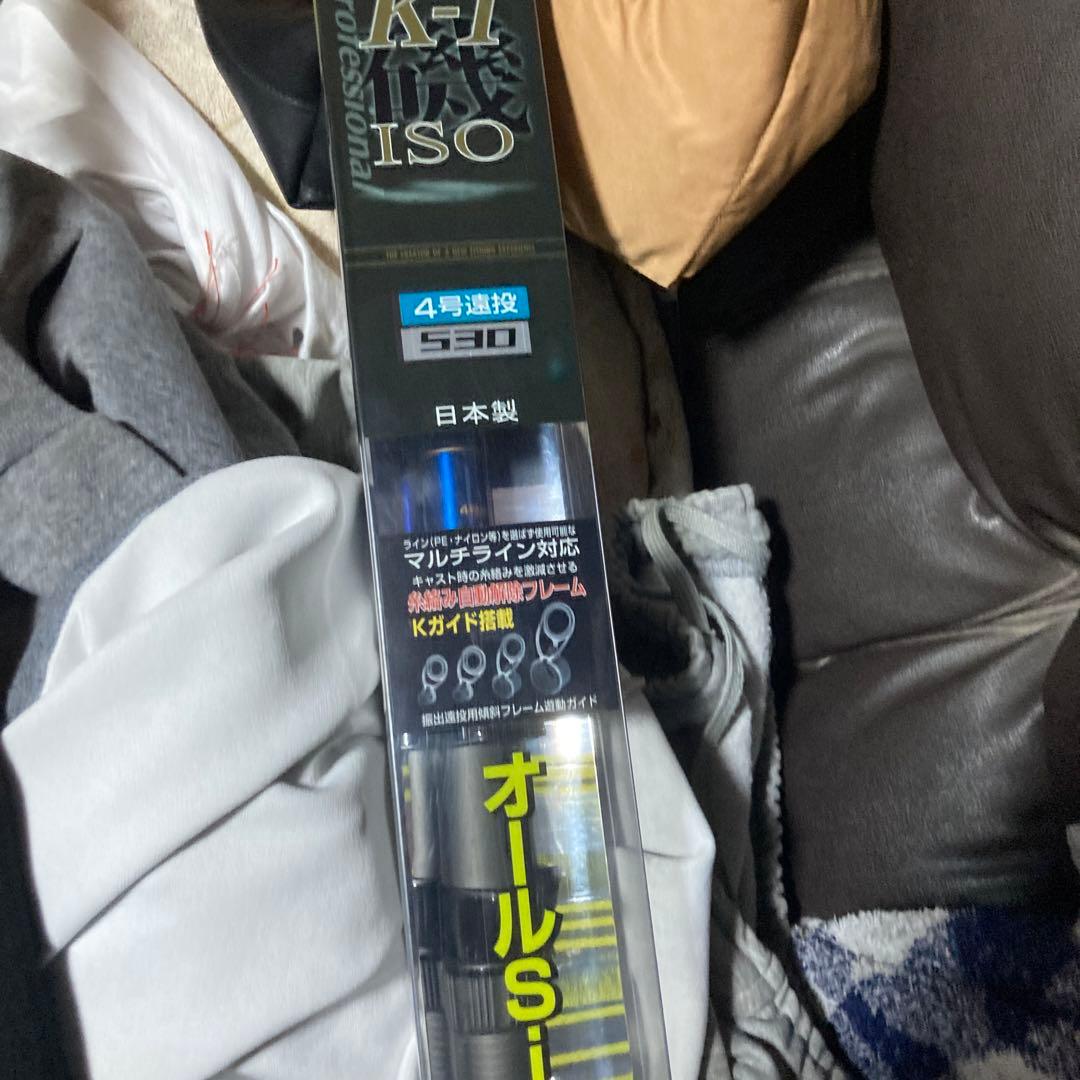 Professional
K-1
磯
ISO
THE CREATOR OF A NEW FISHING EXPERIENCE
4号遠投
530
日本製
ライン(PE・ナイロン等)を選ばず使用可能な
マルチライン対応
キャスト時の糸絡みを激減させる
糸絡み自動解除フレーム
Kガイド搭載
振出遠投用傾斜フレーム遊動ガイド
オールSi